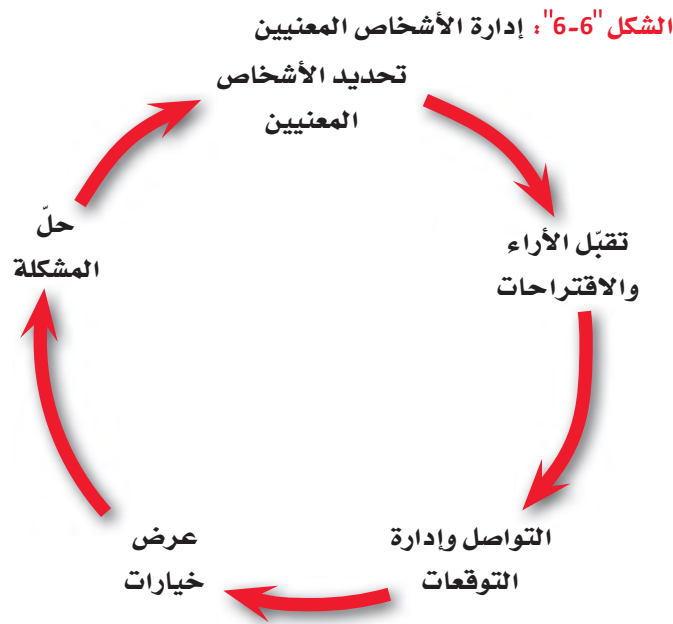 الشكل "6-6": إدارة الأشخاص المعنيين
تحديد الأشخاص
المعنيين
تقبّل الأراء
والاقتراحات
التواصل وإدارة
التوقعات
عرض
خيارات
حلّ
المشكلة